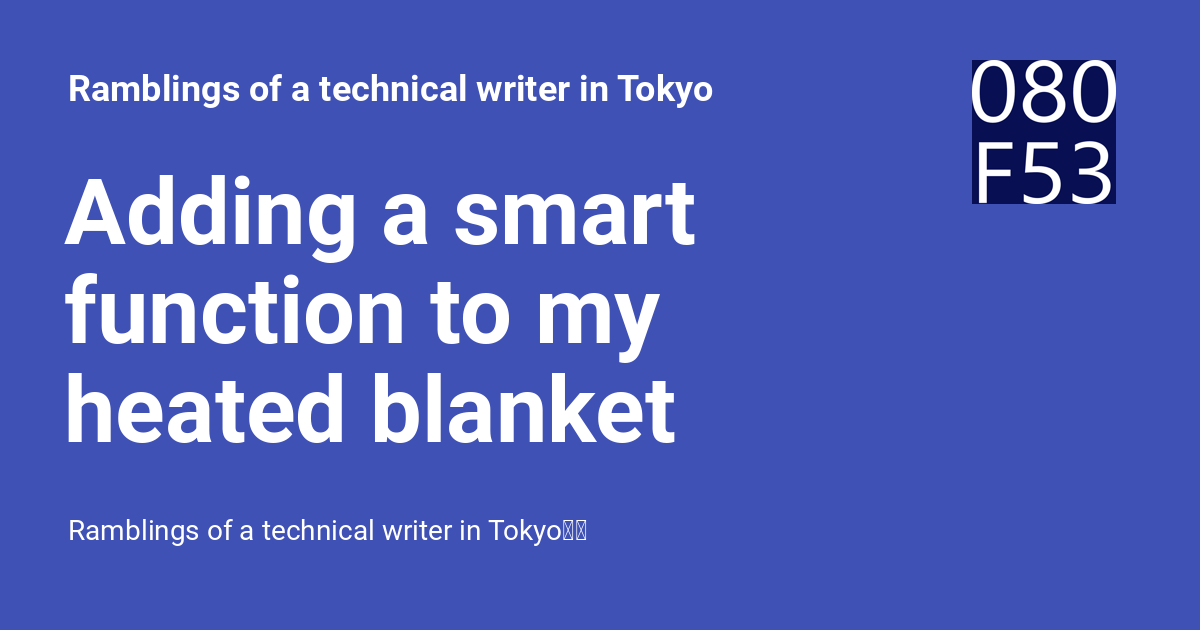 Ramblings of a technical writer in Tokyo
080
F53
Adding a smart
function to my
heated blanket
Ramblings of a technical writer in Tokyo